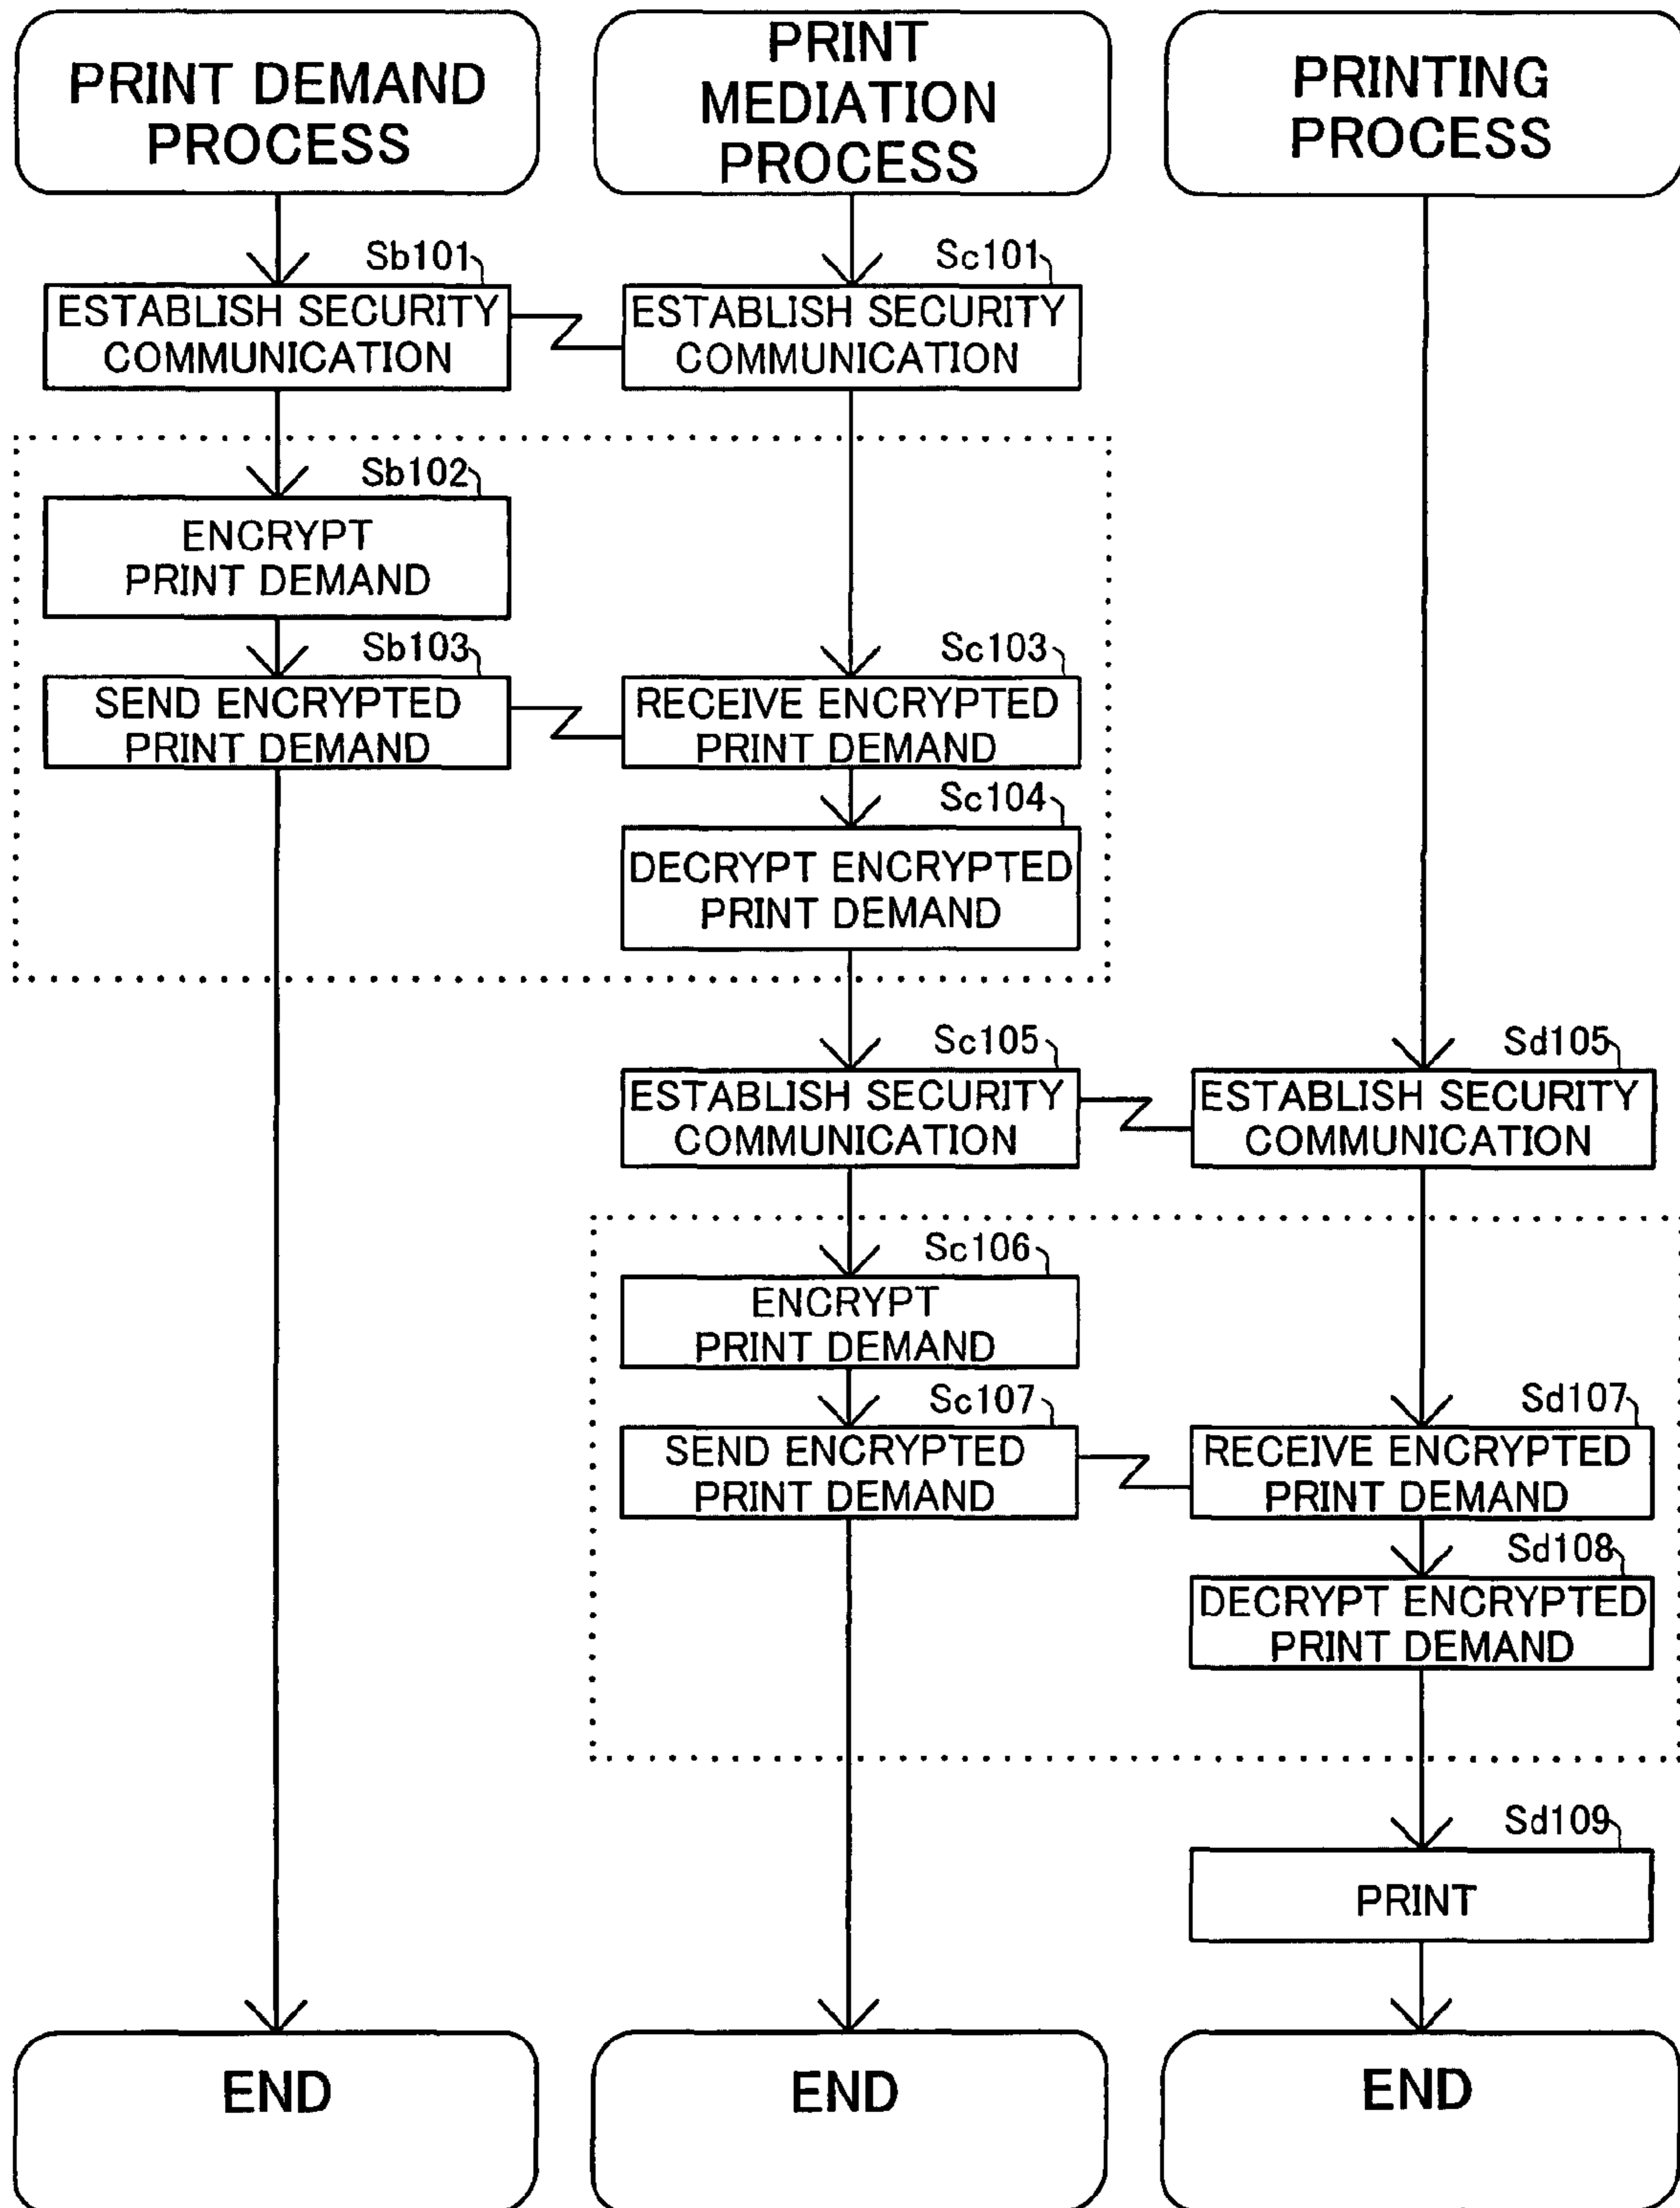 PRINT DEMAND
PROCESS
PRINT
MEDIATION
PROCESS
PRINTING
PROCESS
Sb101
ESTABLISH SECURITY
COMMUNICATION
Sc101
ESTABLISH SECURITY
COMMUNICATION
Sb102
ENCRYPT
PRINT DEMAND
Sb103
SEND ENCRYPTED
PRINT DEMAND
Sc103
RECEIVE ENCRYPTED
PRINT DEMAND
Sc104
DECRYPT ENCRYPTED
PRINT DEMAND
Sc105
ESTABLISH SECURITY
COMMUNICATION
Sd105
ESTABLISH SECURITY
COMMUNICATION
Sc106
ENCRYPT
PRINT DEMAND
Sc107
SEND ENCRYPTED
PRINT DEMAND
Sd107
RECEIVE ENCRYPTED
PRINT DEMAND
Sd108
DECRYPT ENCRYPTED
PRINT DEMAND
Sd109
PRINT
END
END
END